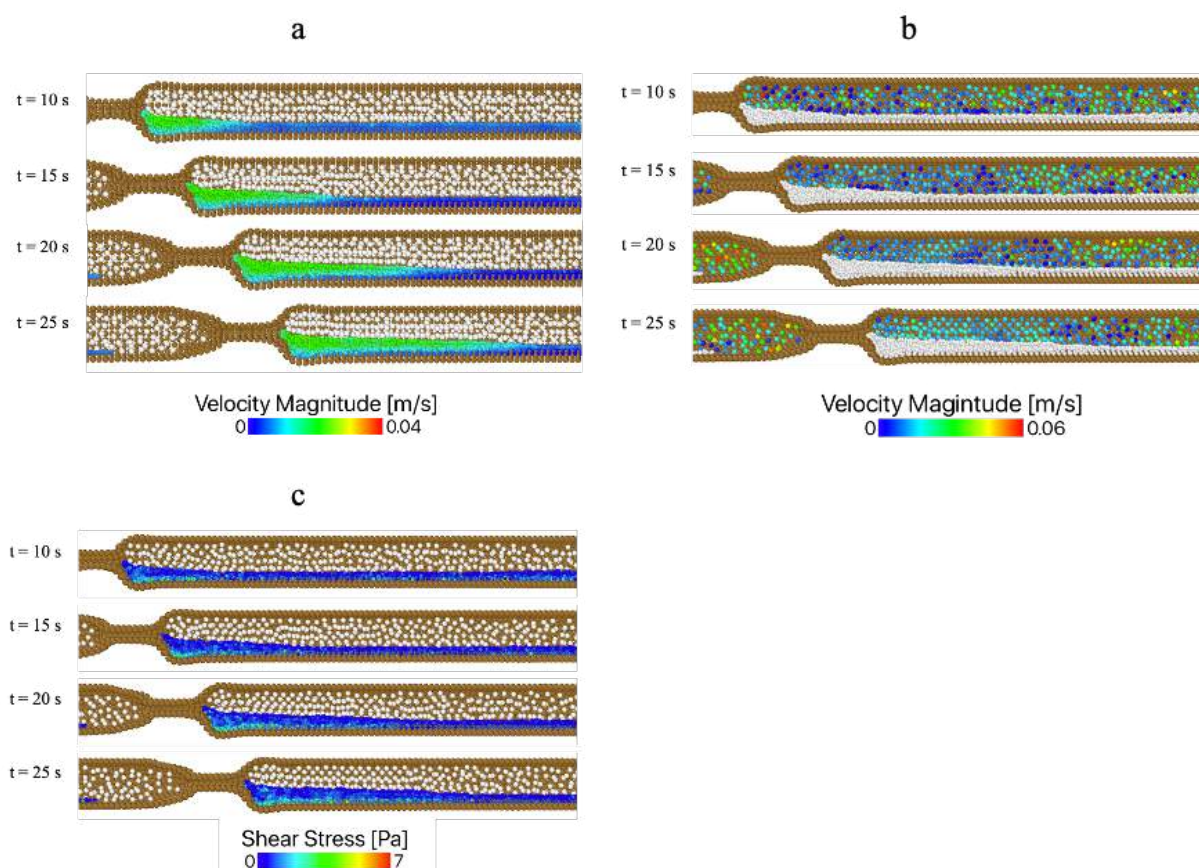 a
t = 10 s
t = 15 s
t = 20 s
t = 25 s
Velocity Magnitude [m/s]
0 0.04
b
t = 10 s
t = 15 s
t = 20 s
t = 25 s
Velocity Magintude [m/s]
0 0.06
c
t = 10 s
t = 15 s
t = 20 s
t = 25 s
Shear Stress [Pa]
0 7